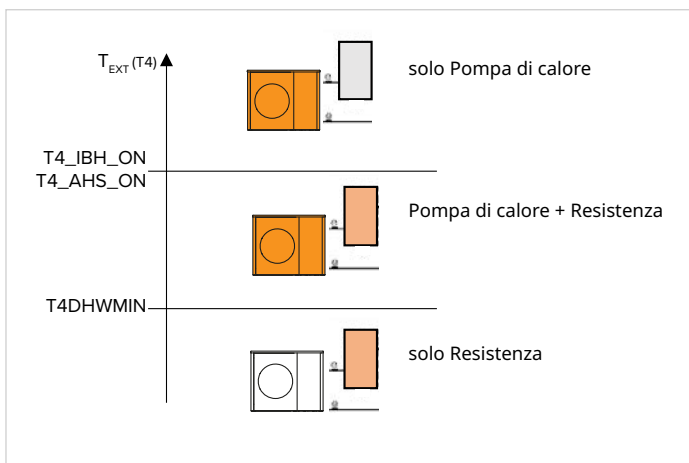 T_EXT (T4)
solo Pompa di calore
T4_IBH_ON
T4_AHS_ON
Pompa di calore + Resistenza
T4DHWMIN
solo Resistenza